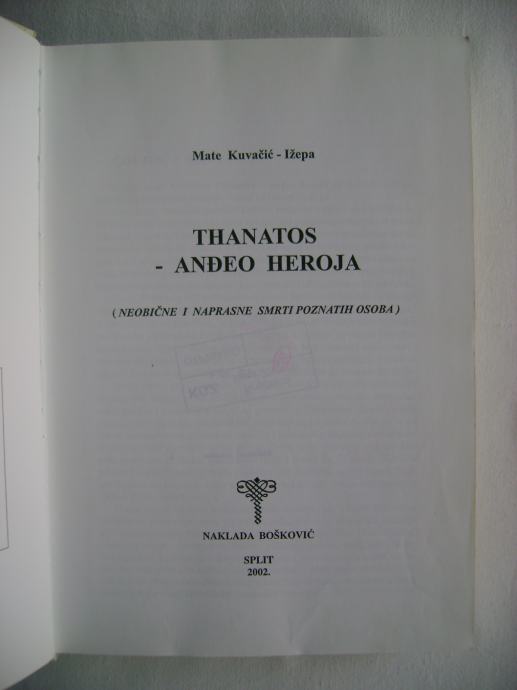 Mate Kuvačić - Ižepa
THANATOS
- ANĐEO HEROJA
( NEOBIČNE I NAPRASNE SMRTI POZNATIH OSOBA )
NAKLADA BOŠKOVIĆ
SPLIT
2002.